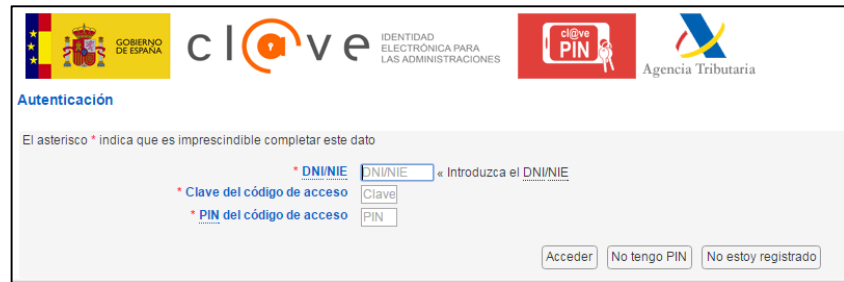 GOBIERNO
DE ESPAÑA
cl@ve
IDENTIDAD
ELECTRÓNICA PARA
LAS ADMINISTRACIONES
cl@ve
PIN
Agencia Tributaria
Autenticación
El asterisco * indica que es imprescindible completar este dato
* DNI/NIE DNI/NIE « Introduzca el DNI/NIE
* Clave del código de acceso Clave
* PIN del código de acceso PIN
Acceder No tengo PIN No estoy registrado